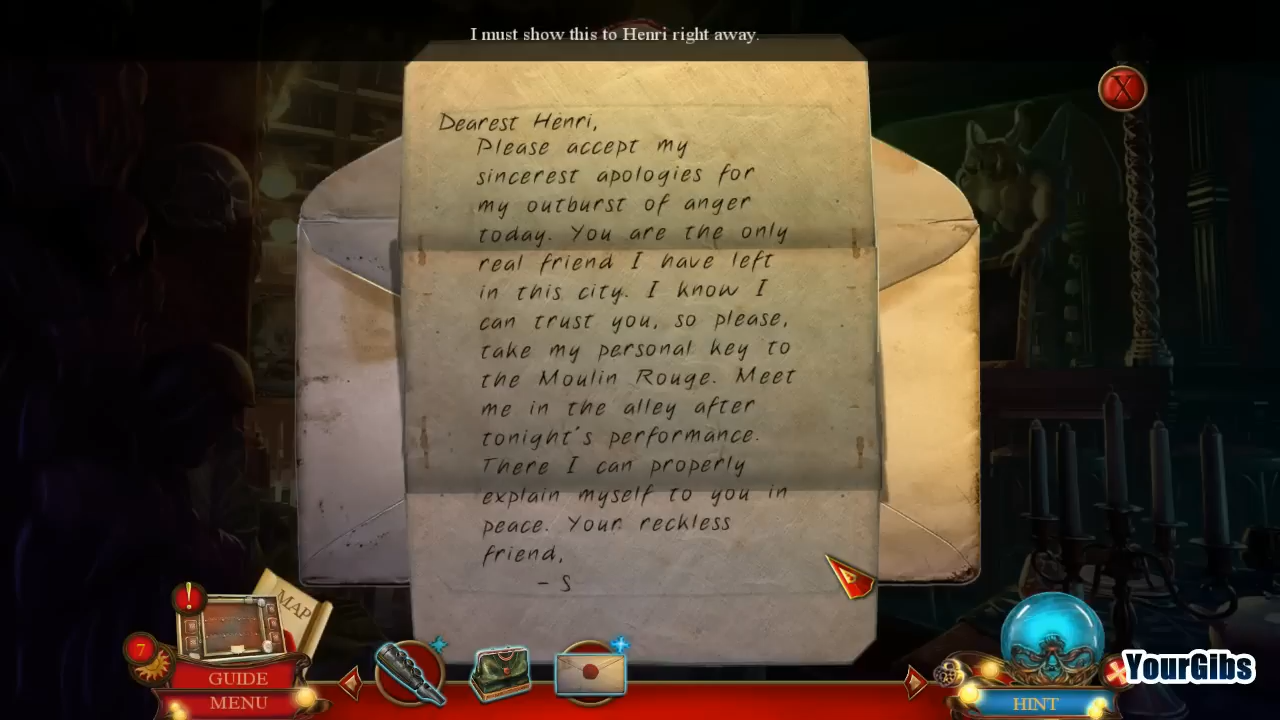 I must show this to Henri right away.
X
Dearest Henri,
Please accept my
sincerest apologies for
my outburst of anger
today. You are the only
real friend I have left
in this city. I know I
can trust you, so please,
take my personal key to
the Moulin Rouge. Meet
me in the alley after
tonight's performance.
There I can properly
explain myself to you in
peace. Your reckless
friend,
- S
!
MAP
7
GUIDE
MENU
HINT
YourGibs